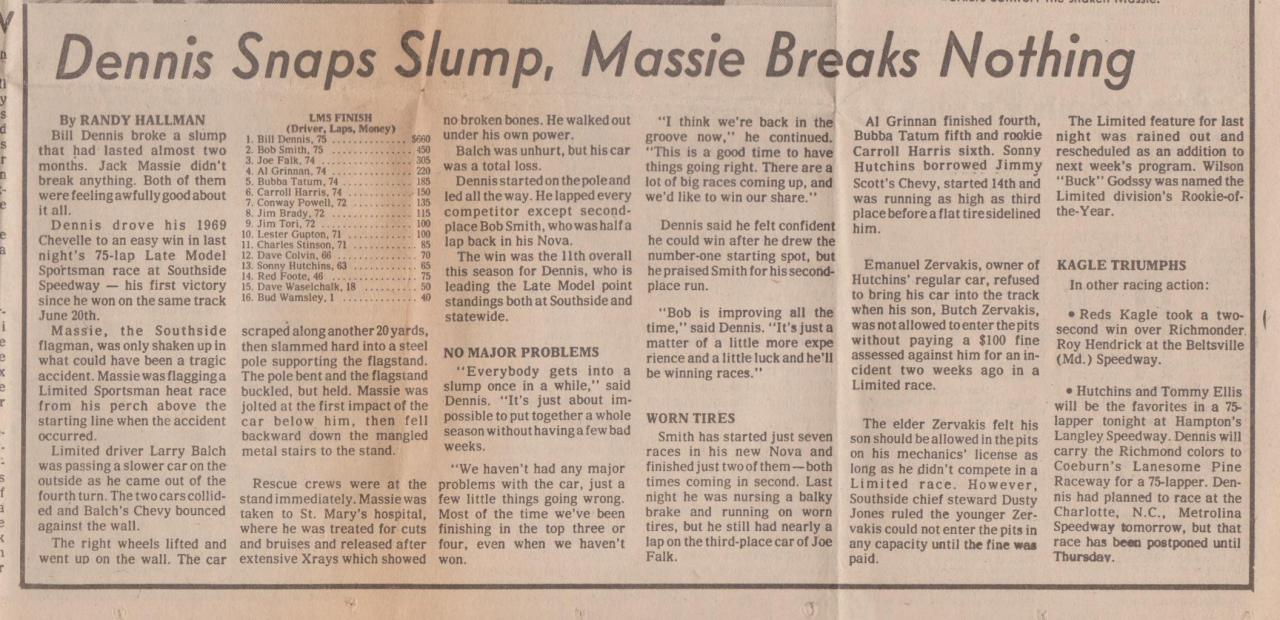 Dennis Snaps Slump, Massie Breaks Nothing
By RANDY HALLMAN
Bill Dennis broke a slump
that had lasted almost two
months. Jack Massie didn't
break anything. Both of them
were feeling awfully good about
it all.
Dennis drove his 1969
Chevelle to an easy win in last
night's 75-lap Late Model
Sportsman race at Southside
Speedway — his first victory
since he won on the same track
June 20th.
Massie, the Southside
flagman, was only shaken up in
what could have been a tragic
accident. Massie was flagging a
Limited Sportsman heat race
from his perch above the
starting line when the accident
occurred.
Limited driver Larry Balch
was passing a slower car on the
outside as he came out of the
fourth turn. The two cars collid-
ed and Balch's Chevy bounced
against the wall.
The right wheels lifted and
went up on the wall. The car
LMS FINISH
(Driver, Laps, Money)
1. Bill Dennis, 75 ............. $660
2. Bob Smith, 75 ............. 450
3. Joe Falk, 74 ............. 305
4. Al Grinnan, 74 ............. 220
5. Bubba Tatum, 74 ............. 185
6. Carroll Harris, 74 ............. 150
7. Conway Powell, 72 ............. 135
8. Jim Brady, 72 ............. 115
9. Jim Tori, 72 ............. 100
10. Lester Gupton, 71 ............. 100
11. Charles Stinson, 71 ............. 85
12. Dave Colvin, 66 ............. 70
13. Sonny Hutchins, 63 ............. 65
14. Red Foote, 46 ............. 75
15. Dave Waselchalk, 18 ............. 50
16. Bud Wamsley, 1 ............. 40
scraped along another 20 yards,
then slammed hard into a steel
pole supporting the flagstand.
The pole bent and the flagstand
buckled, but held. Massie was
jolted at the first impact of the
car below him, then fell
backward down the mangled
metal stairs to the stand.
Rescue crews were at the
stand immediately. Massie was
taken to St. Mary's hospital,
where he was treated for cuts
and bruises and released after
extensive Xrays which showed
no broken bones. He walked out
under his own power.
Balch was unhurt, but his car
was a total loss.
Dennis started on the pole and
led all the way. He lapped every
competitor except second-
place Bob Smith, who was half a
lap back in his Nova.
The win was the 11th overall
this season for Dennis, who is
leading the Late Model point
standings both at Southside and
statewide.
NO MAJOR PROBLEMS
"Everybody gets into a
slump once in a while," said
Dennis. "It's just about im-
possible to put together a whole
season without having a few bad
weeks.
"We haven't had any major
problems with the car, just a
few little things going wrong.
Most of the time we've been
finishing in the top three or
four, even when we haven't
won.
"I think we're back in the
groove now," he continued.
"This is a good time to have
things going right. There are a
lot of big races coming up, and
we'd like to win our share."
Dennis said he felt confident
he could win after he drew the
number-one starting spot, but
he praised Smith for his second-
place run.
"Bob is improving all the
time," said Dennis. "It's just a
matter of a little more expe
rience and a little luck and he'll
be winning races."
WORN TIRES
Smith has started just seven
races in his new Nova and
finished just two of them — both
times coming in second. Last
night he was nursing a balky
brake and running on worn
tires, but he still had nearly a
lap on the third-place car of Joe
Falk.
Al Grinnan finished fourth,
Bubba Tatum fifth and rookie
Carroll Harris sixth. Sonny
Hutchins borrowed Jimmy
Scott's Chevy, started 14th and
was running as high as third
place before a flat tire sidelined
him.
Emanuel Zervakis, owner of
Hutchins' regular car, refused
to bring his car into the track
when his son, Butch Zervakis,
was not allowed to enter the pits
without paying a $100 fine
assessed against him for an in-
cident two weeks ago in a
Limited race.
The elder Zervakis felt his
son should be allowed in the pits
on his mechanics' license as
long as he didn't compete in a
Limited race. However,
Southside chief steward Dusty
Jones ruled the younger Zer-
vakis could not enter the pits in
any capacity until the fine was
paid.
The Limited feature for last
night was rained out and
rescheduled as an addition to
next week's program. Wilson
"Buck" Godssy was named the
Limited division's Rookie-of-
the-Year.
KAGLE TRIUMPHS
In other racing action:
• Reds Kagle took a two-
second win over Richmonder
Roy Hendrick at the Beltsville
(Md.) Speedway.
• Hutchins and Tommy Ellis
will be the favorites in a 75-
lapper tonight at Hampton's
Langley Speedway. Dennis will
carry the Richmond colors to
Coeburn's Lanesome Pine
Raceway for a 75-lapper. Den-
nis had planned to race at the
Charlotte, N.C., Metrolina
Speedway tomorrow, but that
race has been postponed until
Thursday.